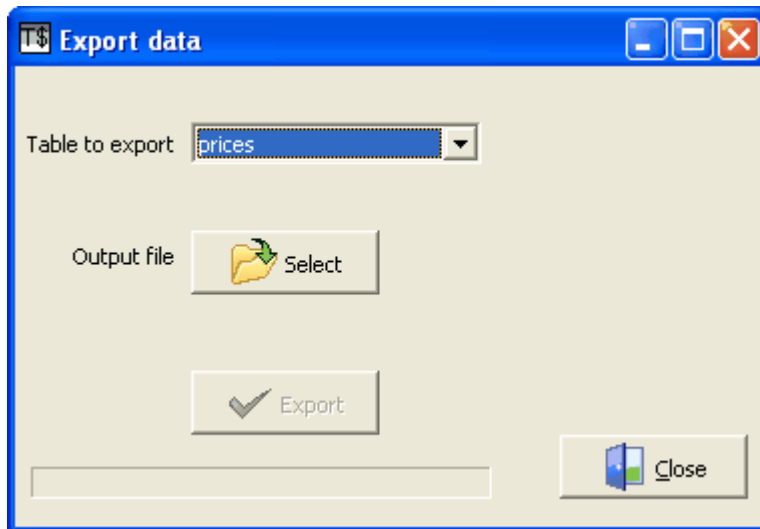 T$ Export data
Table to export prices
Output file Select
Export
Close